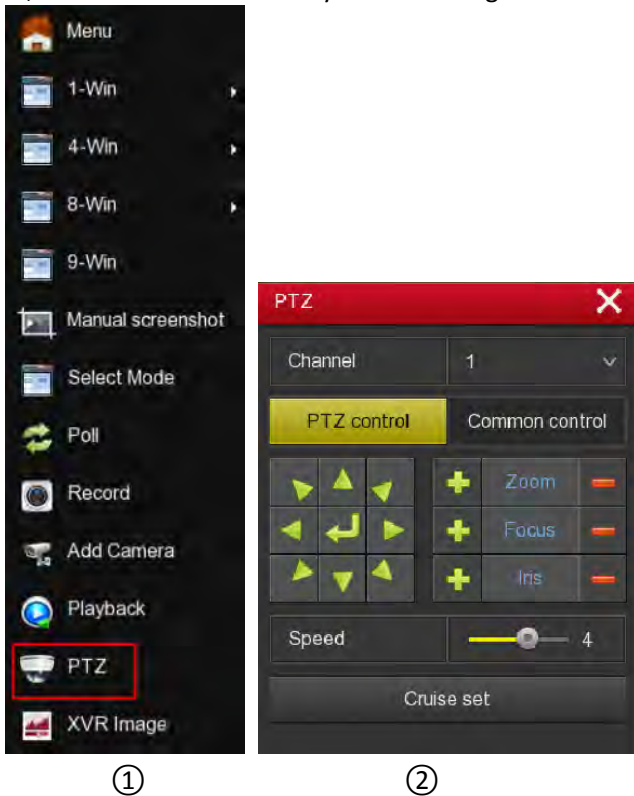 Menu
1-Win
4-Win
8-Win
9-Win
Manual screenshot
Select Mode
Poll
Record
Add Camera
Playback
PTZ
XVR Image
①
PTZ
Channel 1
PTZ control Common control
Zoom
Focus
Iris
Speed 4
Cruise set
②